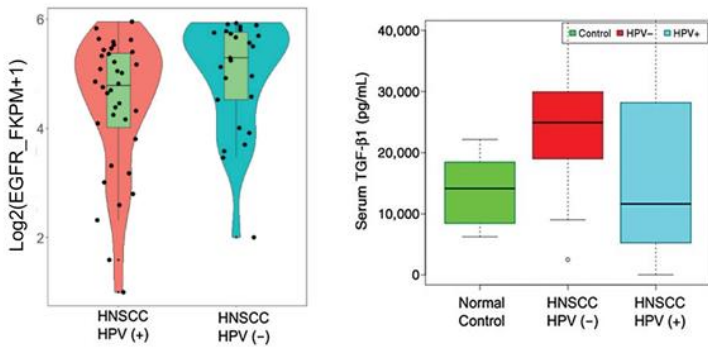 Log2(EGFR_FKPM+1)
6
4
2
HNSCC
HPV (+)
HNSCC
HPV (-)
Serum TGF-β1 (pg/mL)
40,000
30,000
20,000
10,000
0
Control
HPV-
HPV+
Normal
Control
HNSCC
HPV (-)
HNSCC
HPV (+)